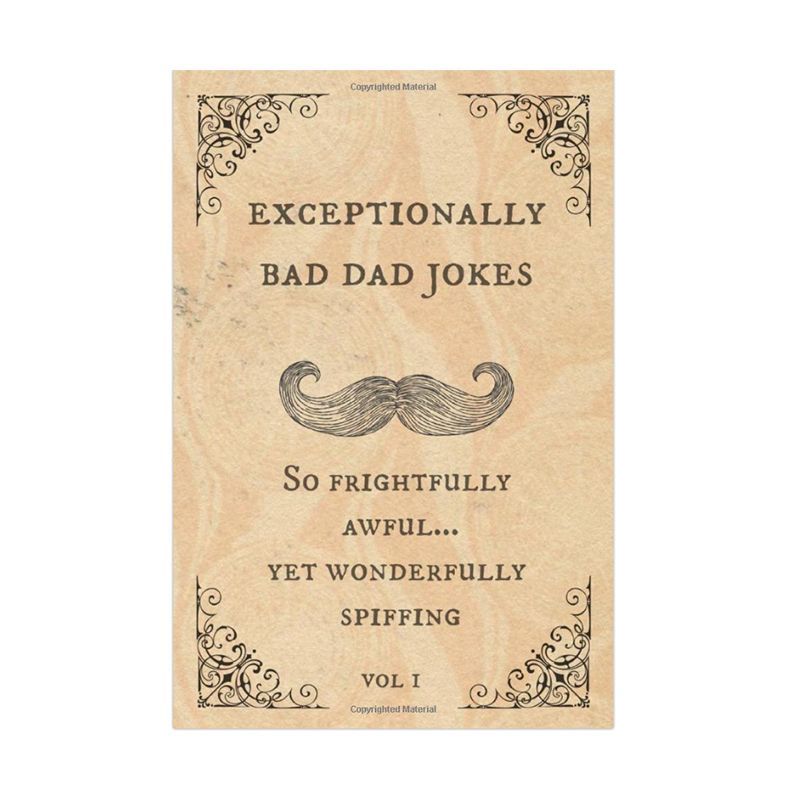 Copyrighted Material
EXCEPTIONALLY
BAD DAD JOKES
SO FRIGHTFULLY
AWFUL...
YET WONDERFULLY
SPIFFING
VOL I
Copyrighted Material